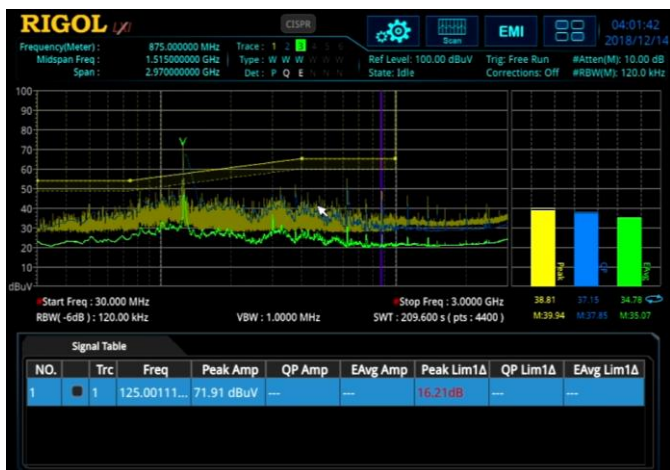 RIGOL LXI CISPR Scan EMI 04:01:42
2018/12/14
Frequency(Meter) : 875.000000 MHz Trace : 1 2 3 4 5 6 Ref Level: 100.00 dBuV Trig: Free Run #Atten(M): 10.00 dB
Midspan Freq : 1.515000000 GHz Type : W W W W W W State: Idle Corrections: Off #RBW(M): 120.0 kHz
Span : 2.970000000 GHz Det : P Q E N N N
100
90
80
70
60
50
40
30
20
10
dBuV
Peak QP EAvg
#Start Freq : 30.000 MHz #Stop Freq : 3.0000 GHz 38.81 37.15 34.78
RBW( -6dB ) : 120.00 kHz VBW : 1.0000 MHz SWT : 209.600 s ( pts : 4400 ) M:39.94 M:37.85 M:35.07
Signal Table
NO. Trc Freq Peak Amp QP Amp EAvg Amp Peak Lim1Δ QP Lim1Δ EAvg Lim1Δ
1 1 125.00111... 71.91 dBuV --- --- 16.21dB --- ---